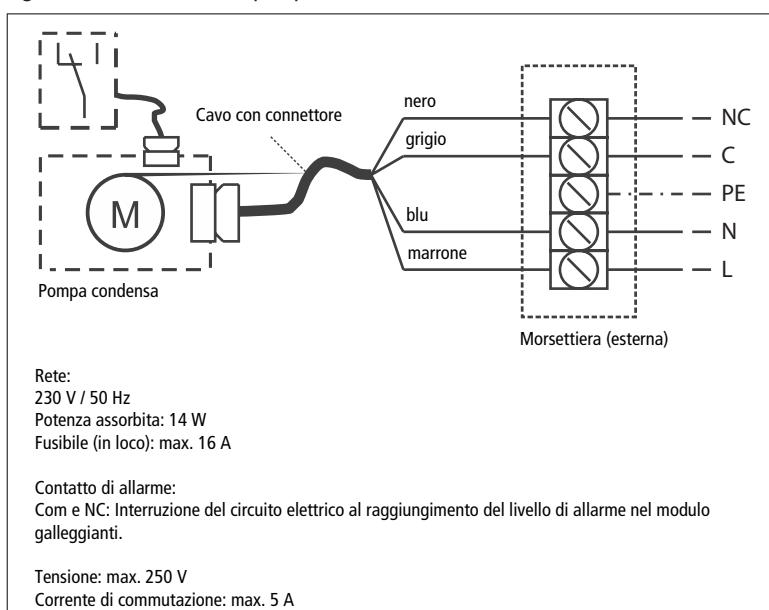 nero
NC
Cavo con connettore
grigio
C
PE
M
blu
N
marrone
L
Pompa condensa
Morsettiera (esterna)
Rete:
230 V / 50 Hz
Potenza assorbita: 14 W
Fusibile (in loco): max. 16 A
Contatto di allarme:
Com e NC: Interruzione del circuito elettrico al raggiungimento del livello di allarme nel modulo
galleggianti.
Tensione: max. 250 V
Corrente di commutazione: max. 5 A